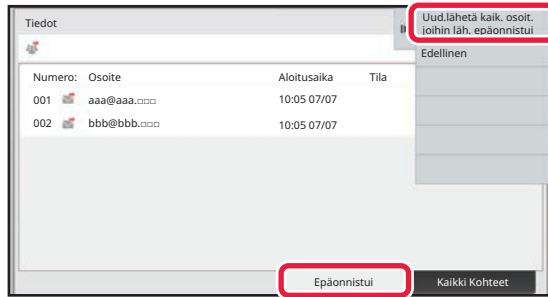 Tiedot
Uud.lähetä kaik. osoit.
joihin läh. epäonnistui
Edellinen
Numero: Osoite Aloitusaika Tila
001 aaa@aaa.□□□ 10:05 07/07
002 bbb@bbb.□□□ 10:05 07/07
Epäonnistui Kaikki Kohteet